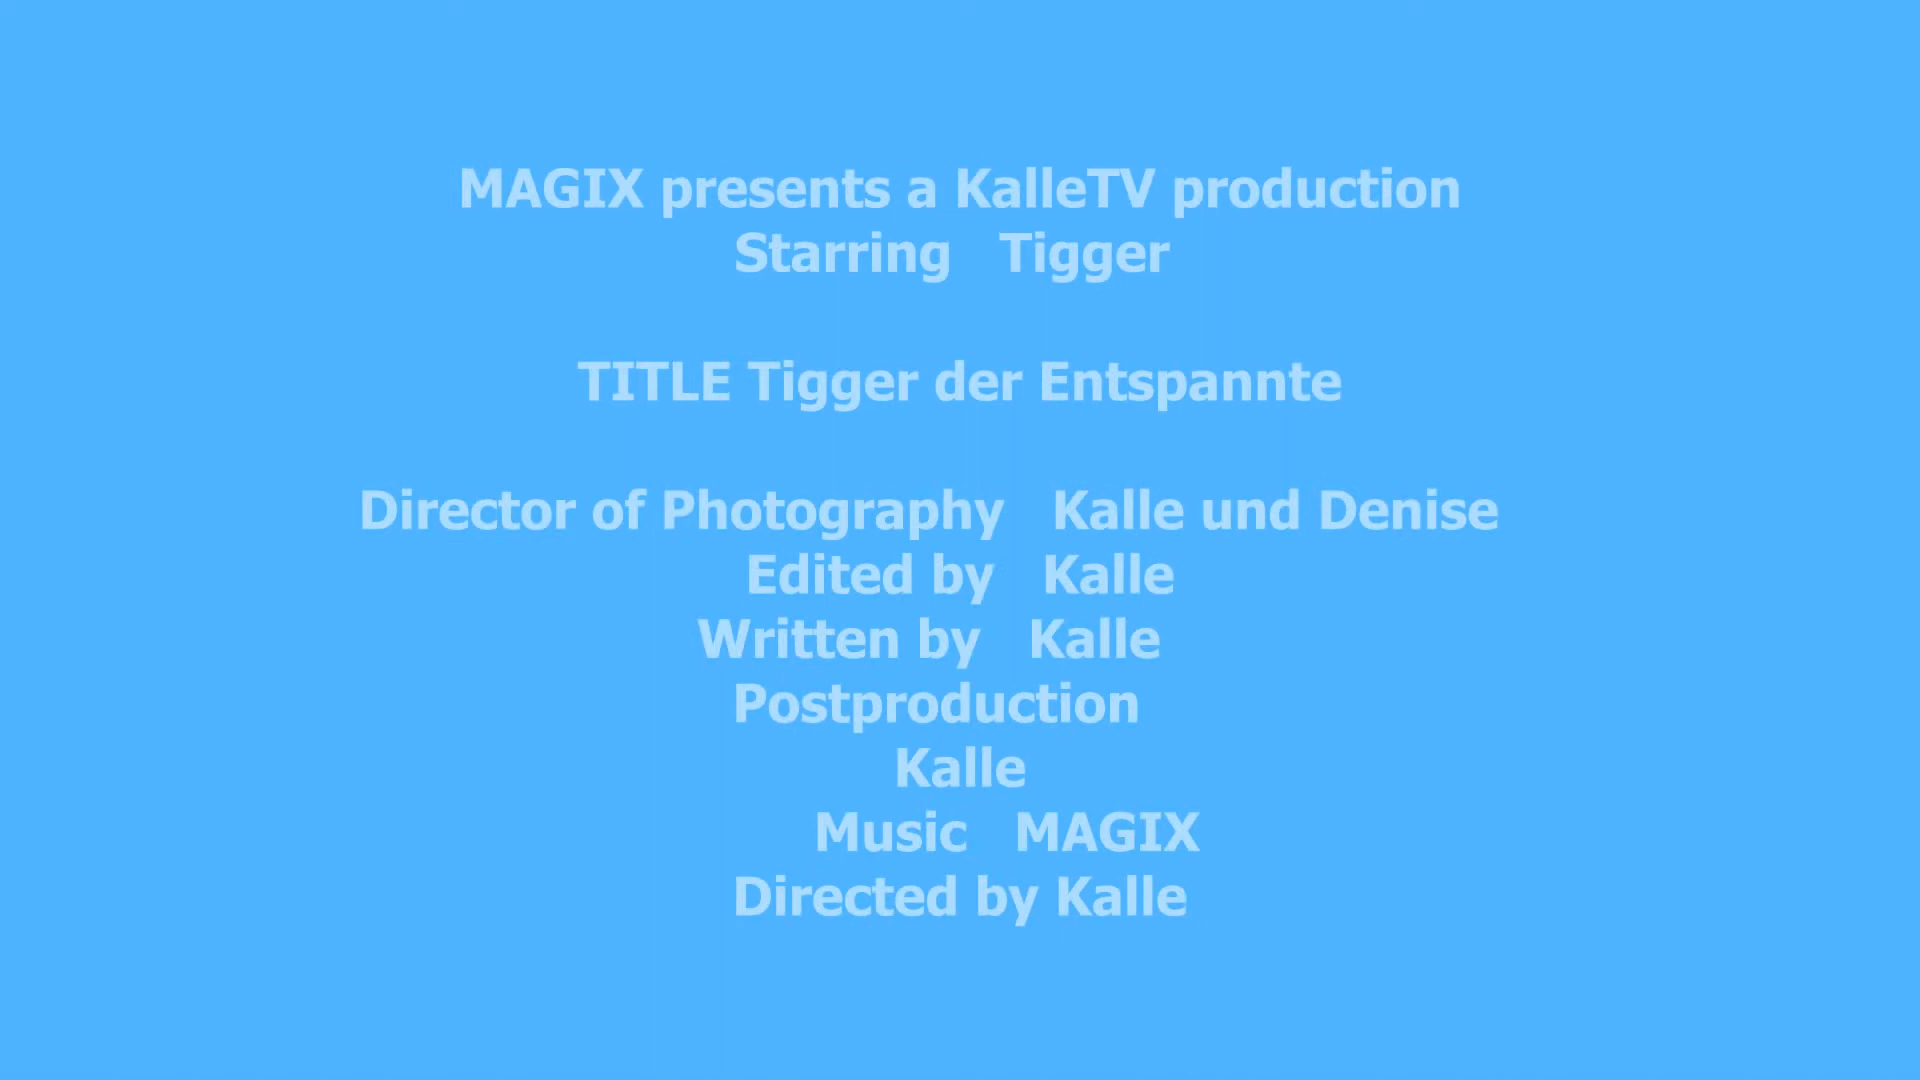 MAGIX presents a KalleTV production
Starring Tigger
TITLE Tigger der Entspannte
Director of Photography Kalle und Denise
Edited by Kalle
Written by Kalle
Postproduction
Kalle
Music MAGIX
Directed by Kalle